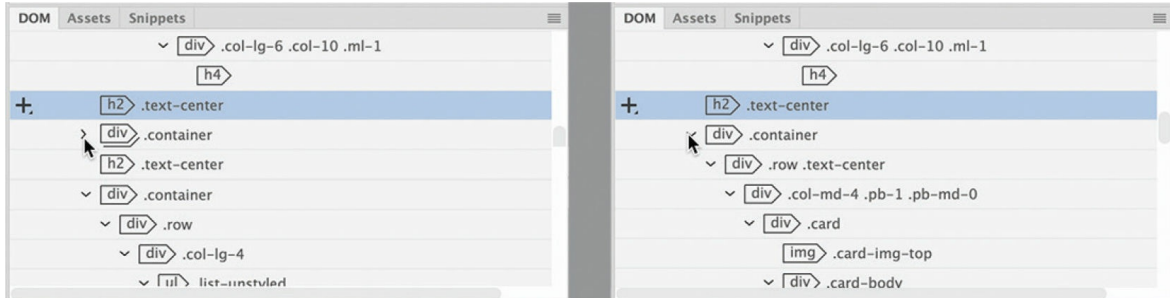 DOM Assets Snippets
div .col-lg-6 .col-10 .ml-1
h4
h2 .text-center
div .container
h2 .text-center
div .container
div .row
div .col-lg-4
ul .list-unstyled
DOM Assets Snippets
div .col-lg-6 .col-10 .ml-1
h4
h2 .text-center
div .container
div .row .text-center
div .col-md-4 .pb-1 .pb-md-0
div .card
img .card-img-top
div .card-body